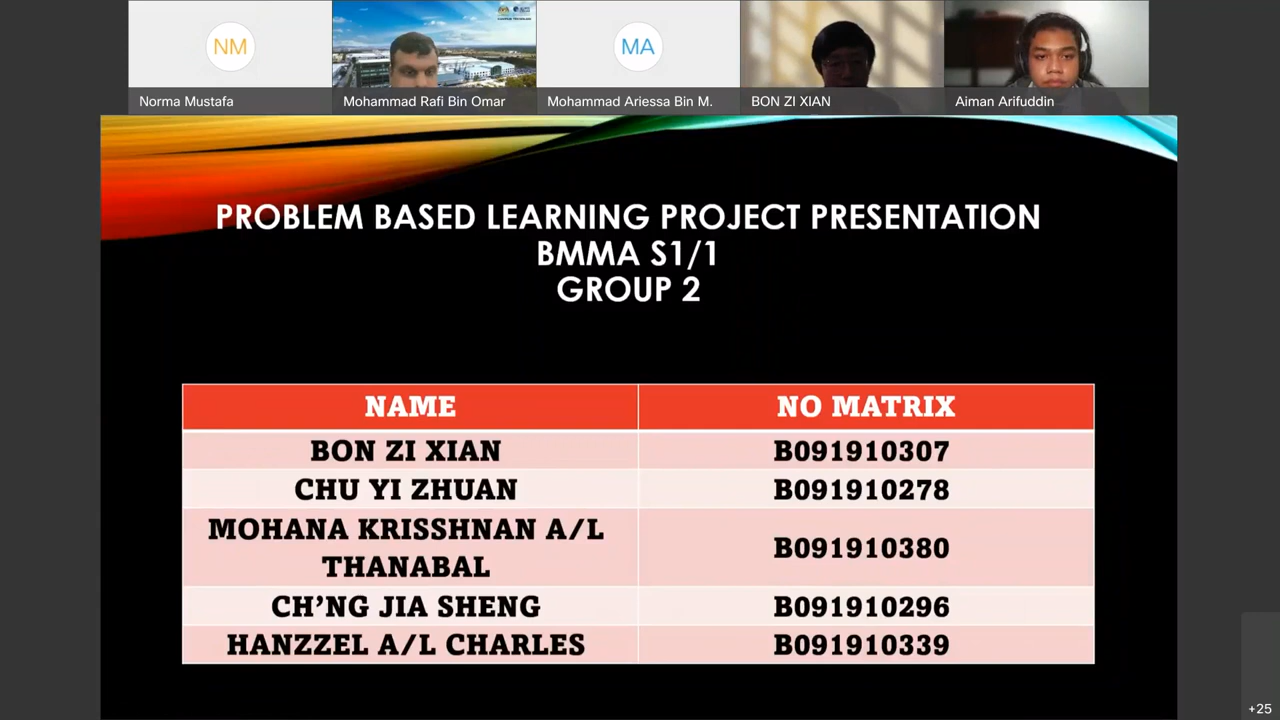 NM
MA
Norma Mustafa
Mohammad Rafi Bin Omar
Mohammad Ariessa Bin M.
BON ZI XIAN
Aiman Arifuddin
PROBLEM BASED LEARNING PROJECT PRESENTATION
BMMA S1/1
GROUP 2
NAME
NO MATRIX
BON ZI XIAN
B091910307
CHU YI ZHUAN
B091910278
MOHANA KRISSHNAN A/L
THANABAL
B091910380
CH’NG JIA SHENG
B091910296
HANZZEL A/L CHARLES
B091910339
+25